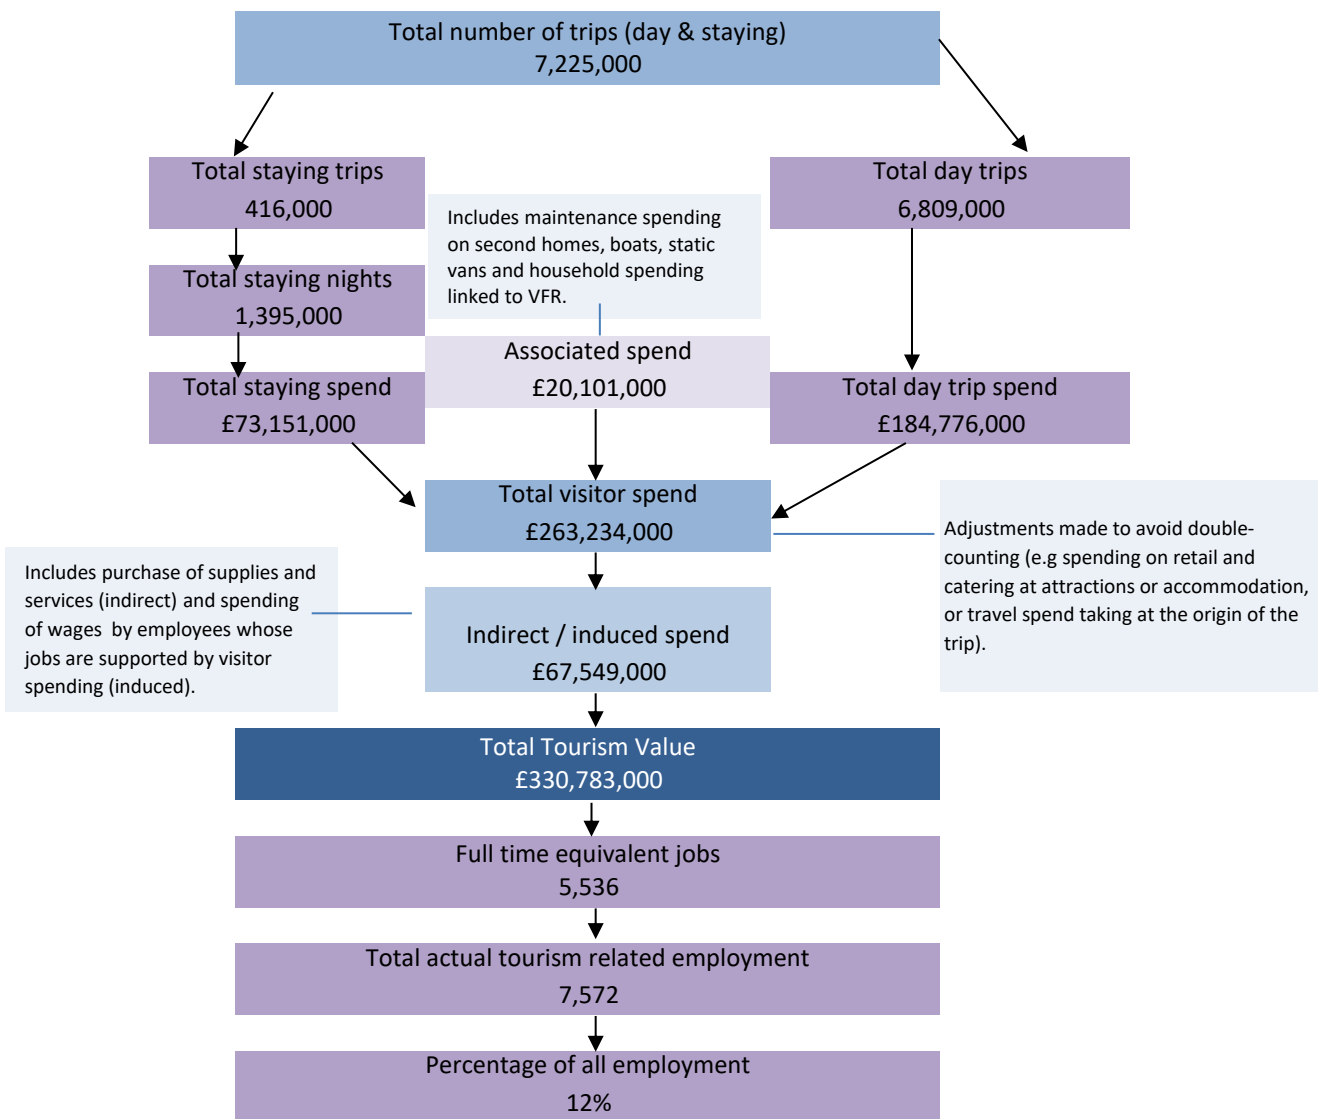 Total number of trips (day & staying)
7,225,000
Total staying trips
416,000
Total day trips
6,809,000
Includes maintenance spending
on second homes, boats, static
vans and household spending
linked to VFR.
Total staying nights
1,395,000
Associated spend
£20,101,000
Total staying spend
£73,151,000
Total day trip spend
£184,776,000
Total visitor spend
£263,234,000
Adjustments made to avoid double-
counting (e.g spending on retail and
catering at attractions or accommodation,
or travel spend taking at the origin of the
trip).
Includes purchase of supplies and
services (indirect) and spending
of wages by employees whose
jobs are supported by visitor
spending (induced).
Indirect / induced spend
£67,549,000
Total Tourism Value
£330,783,000
Full time equivalent jobs
5,536
Total actual tourism related employment
7,572
Percentage of all employment
12%